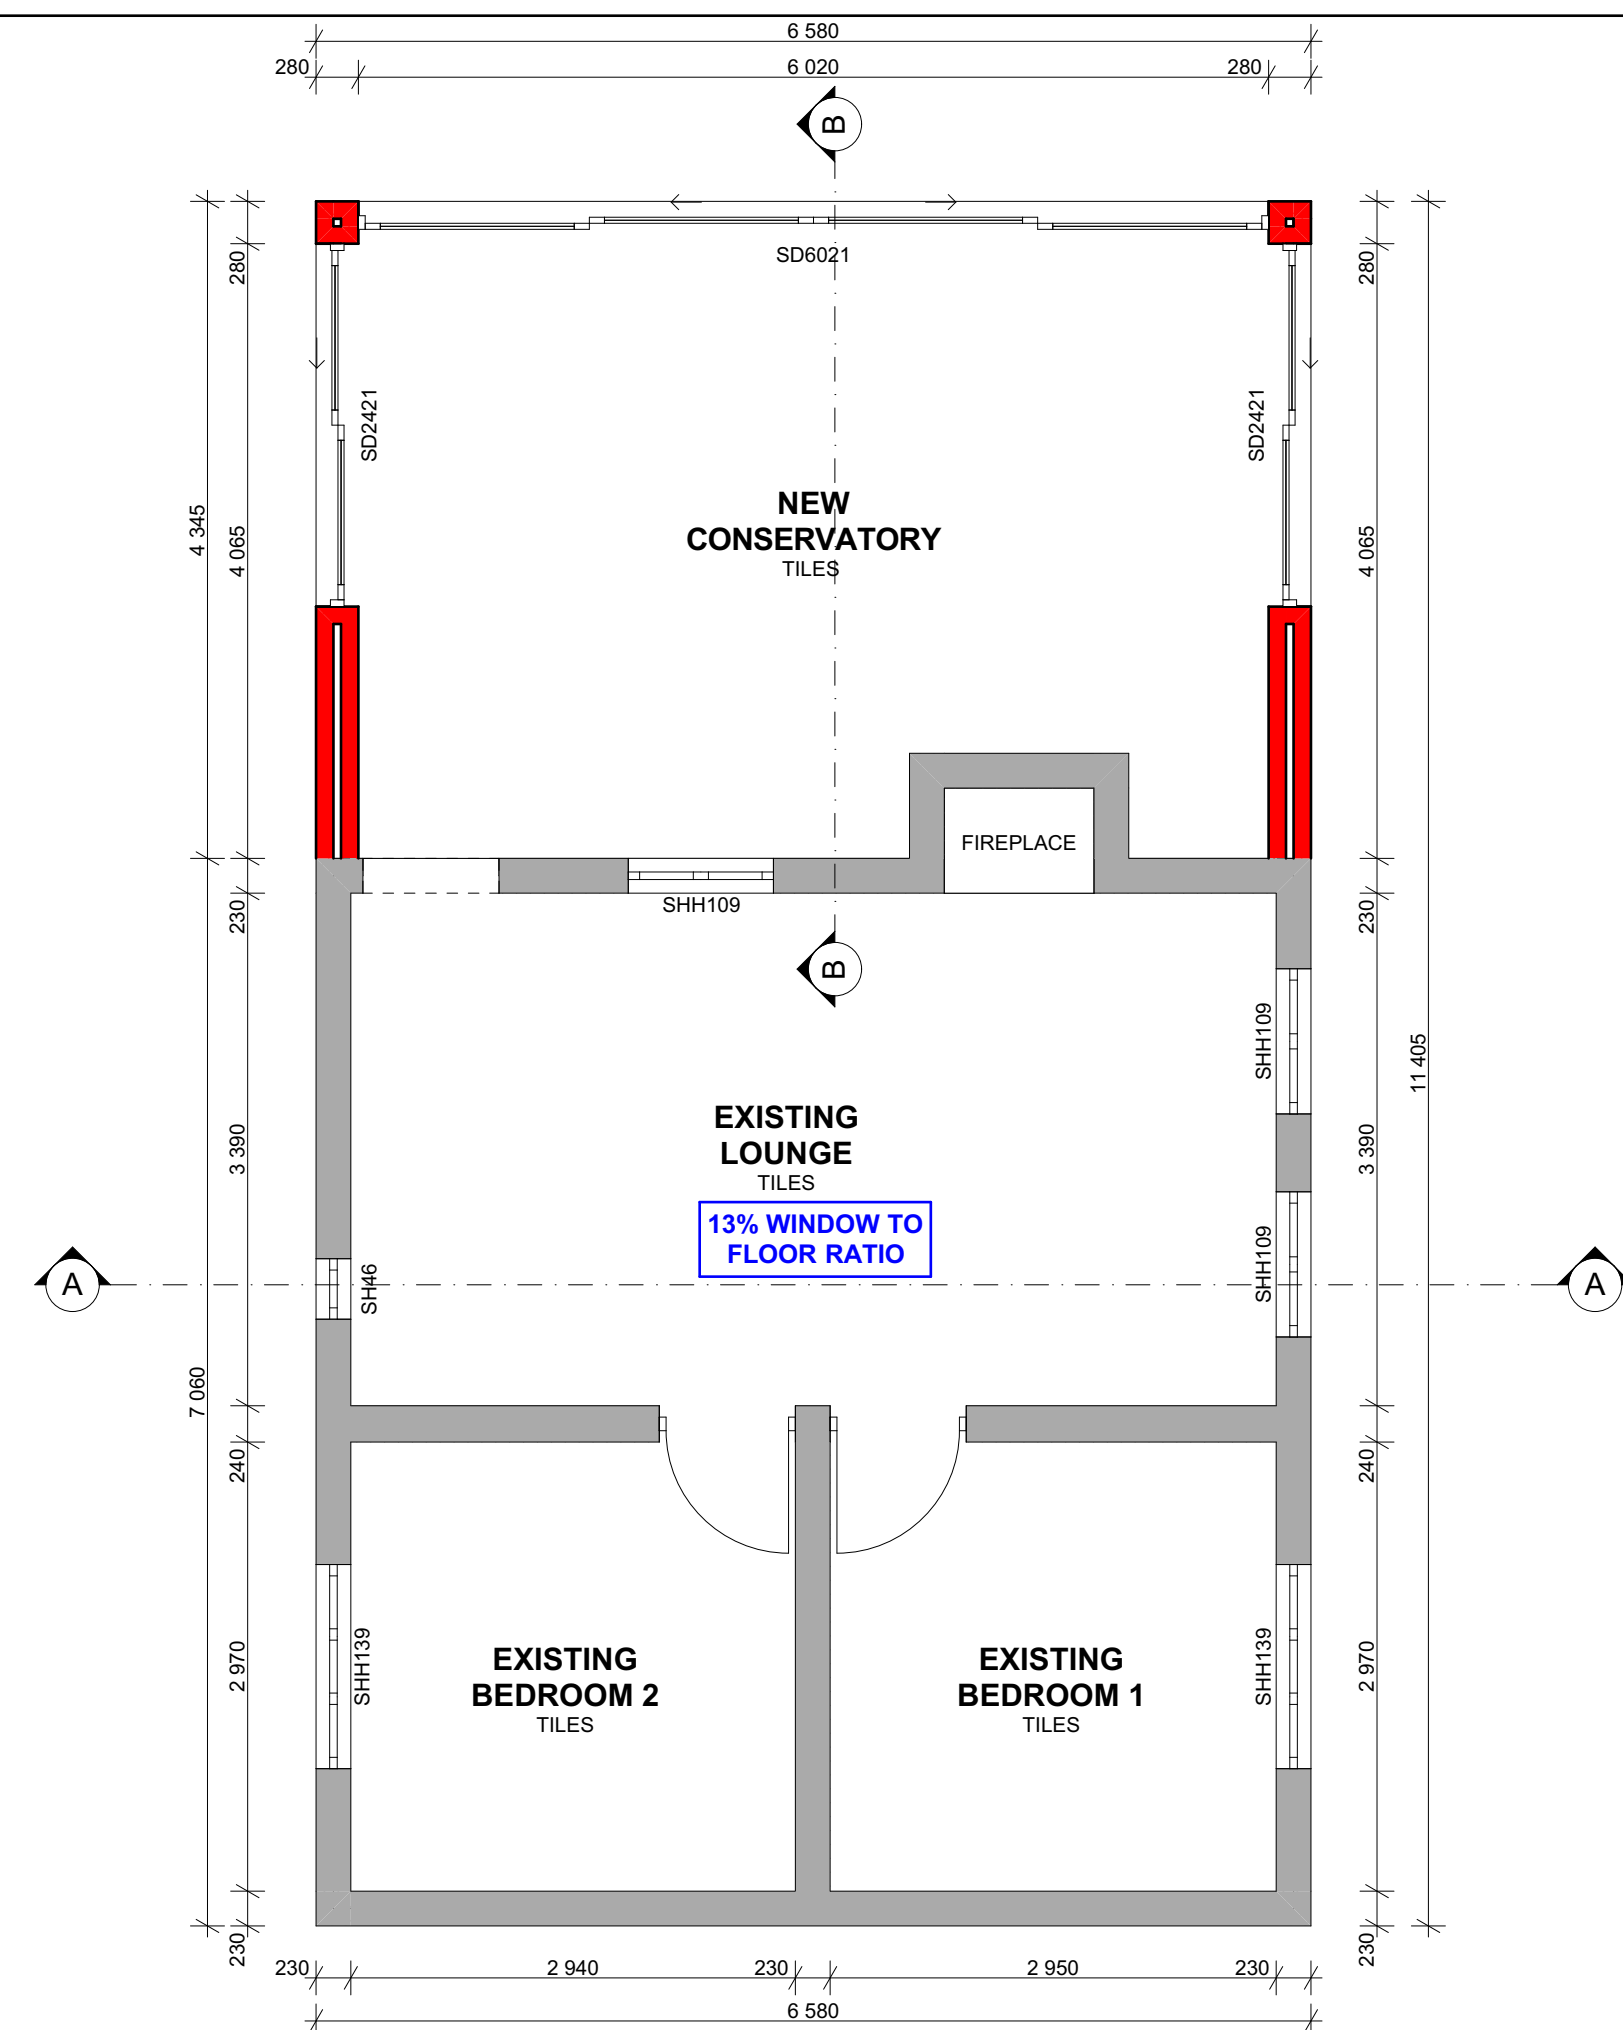 6 580
280
6 020
280
B
SD6021
280
280
SD2421
SD2421
4 345
4 065
4 065
NEW
CONSERVATORY
TILES
FIREPLACE
230
SHH109
230
B
SHH109
11 405
EXISTING
LOUNGE
TILES
3 390
3 390
13% WINDOW TO
FLOOR RATIO
A
SH46
SHH109
A
7 060
240
240
2 970
SHH139
EXISTING
BEDROOM 2
TILES
EXISTING
BEDROOM 1
TILES
SHH139
2 970
230
230
230
2 940
230
2 950
230
6 580